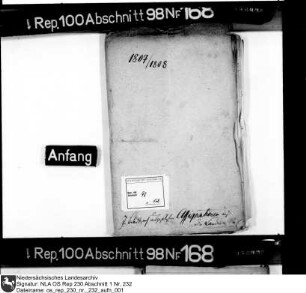 Rep. 100 Abschnitt 98 Nr. 168
1807/1808
Anfang
Rep. 100 Abschnitt 98 Nr. 168
Niedersächsisches Landesarchiv
Signatur: NLA OS Rep 230 Abschnitt 1 Nr. 232
Dateiname: os_rep_230_nr._232_aufn_001